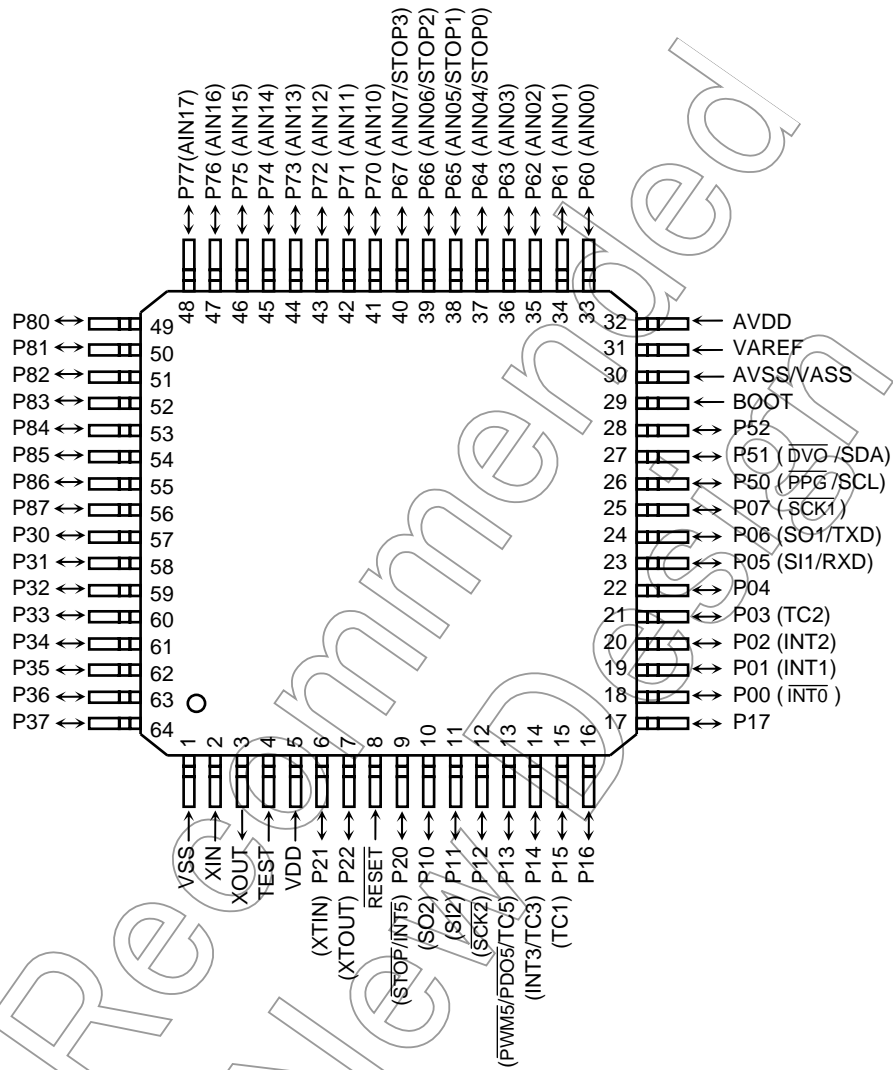 P77(AIN17)
P76 (AIN16)
P75 (AIN15)
P74 (AIN14)
P73 (AIN13)
P72 (AIN12)
P71 (AIN11)
P70 (AIN10)
P67 (AIN07/STOP3)
P66 (AIN06/STOP2)
P65 (AIN05/STOP1)
P64 (AIN04/STOP0)
P63 (AIN03)
P62 (AIN02)
P61 (AIN01)
P60 (AIN00)
48 47 46 45 44 43 42 41 40 39 38 37 36 35 34 33
P80 49
P81 50
P82 51
P83 52
P84 53
P85 54
P86 55
P87 56
P30 57
P31 58
P32 59
P33 60
P34 61
P35 62
P36 63
P37 64
32 AVDD
31 VAREF
30 AVSS/VASS
29 BOOT
28 P52
27 P51 ( DVO /SDA)
26 P50 ( PPG /SCL)
25 P07 ( SCK1 )
24 P06 (SO1/TXD)
23 P05 (SI1/RXD)
22 P04
21 P03 (TC2)
20 P02 (INT2)
19 P01 (INT1)
18 P00 ( INT0 )
17 P17
1 2 3 4 5 6 7 8 9 10 11 12 13 14 15 16
VSS
XIN
XOUT
TEST
VDD
(XTIN) P21
(XTOUT) P22
RESET
(STOP/INT5) P20
(SO2) P10
(SI2) P11
(SCK2) P12
(PWM5/PDO5/TC5) P13
(INT3/TC3) P14
(TC1) P15
P16
Recommended
New Design